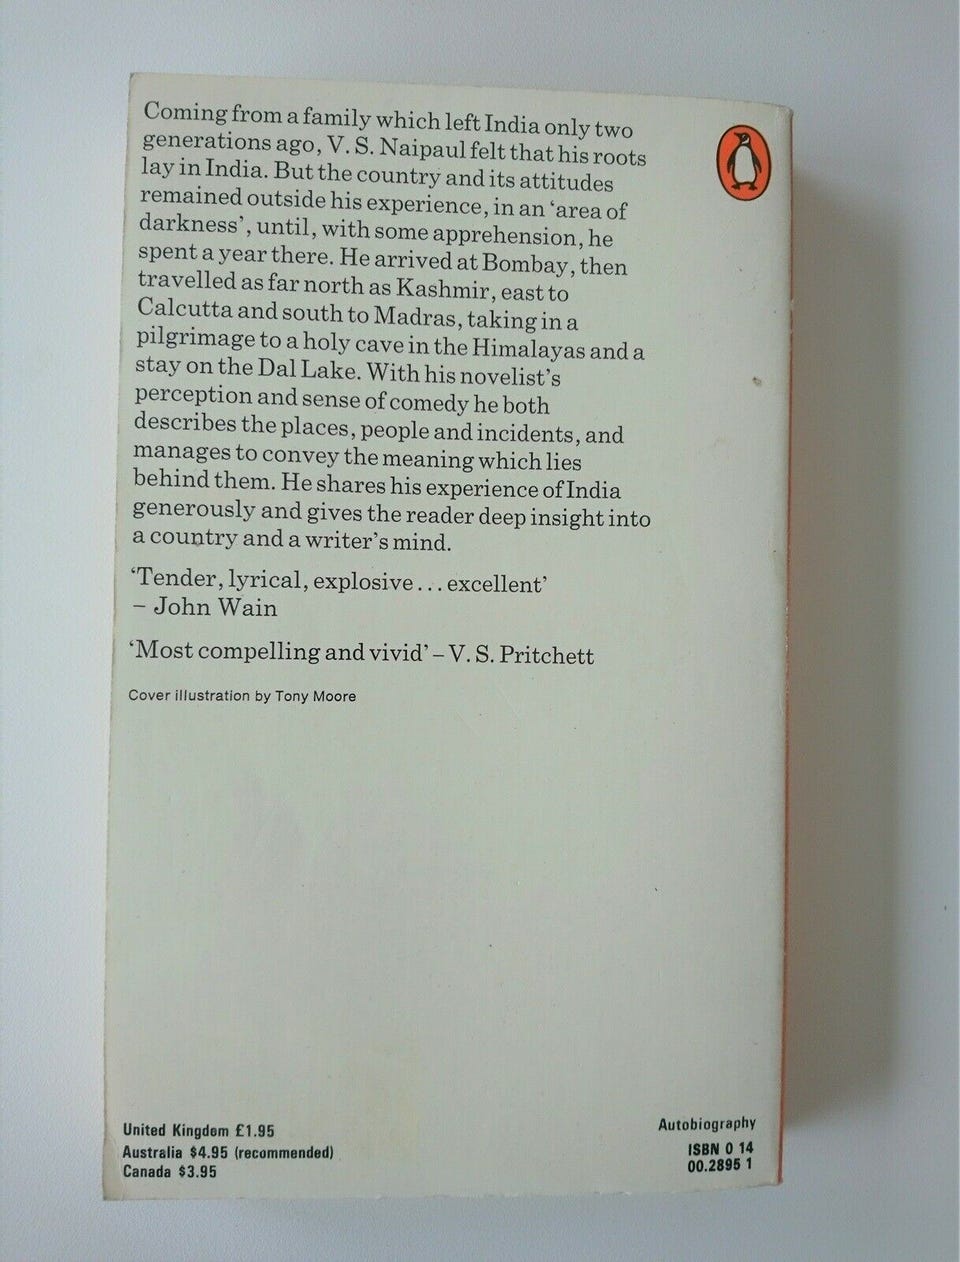 Coming from a family which left India only two
generations ago, V. S. Naipaul felt that his roots
lay in India. But the country and its attitudes
remained outside his experience, in an ‘area of
darkness’, until, with some apprehension, he
spent a year there. He arrived at Bombay, then
travelled as far north as Kashmir, east to
Calcutta and south to Madras, taking in a
pilgrimage to a holy cave in the Himalayas and a
stay on the Dal Lake. With his novelist’s
perception and sense of comedy he both
describes the places, people and incidents, and
manages to convey the meaning which lies
behind them. He shares his experience of India
generously and gives the reader deep insight into
a country and a writer’s mind.
‘Tender, lyrical, explosive . . . excellent’
– John Wain
‘Most compelling and vivid’ – V. S. Pritchett
Cover illustration by Tony Moore
United Kingdom £1.95
Australia $4.95 (recommended)
Canada $3.95
Autobiography
ISBN 0 14
00.2895 1